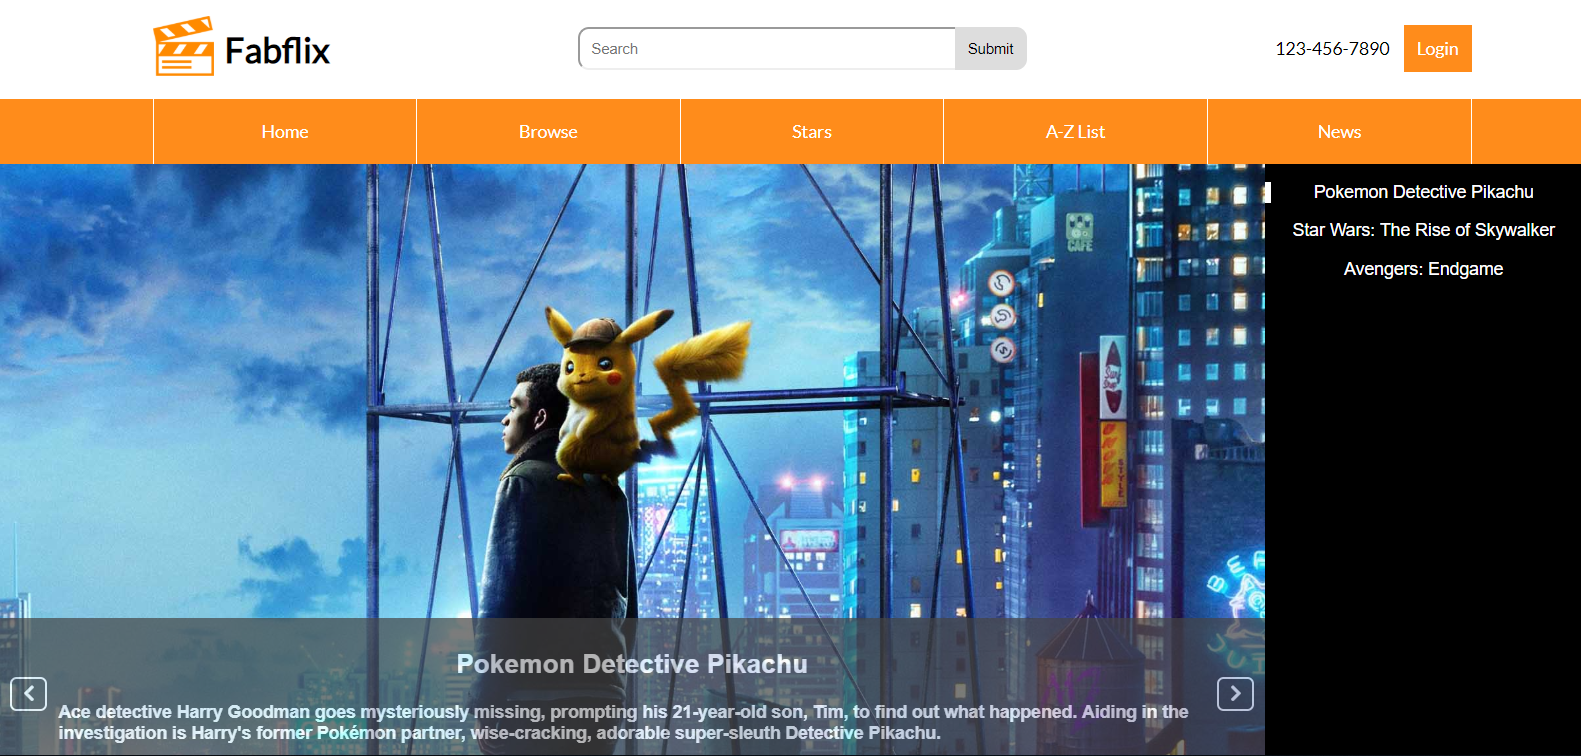 Fabflix
Search
Submit
123-456-7890
Login
Home
Browse
Stars
A-Z List
News
CAFE
Pokemon Detective Pikachu
Star Wars: The Rise of Skywalker
Avengers: Endgame
STYLE
BEA
Pokemon Detective Pikachu
Ace detective Harry Goodman goes mysteriously missing, prompting his 21-year-old son, Tim, to find out what happened. Aiding in the
investigation is Harry's former Pokémon partner, wise-cracking, adorable super-sleuth Detective Pikachu.